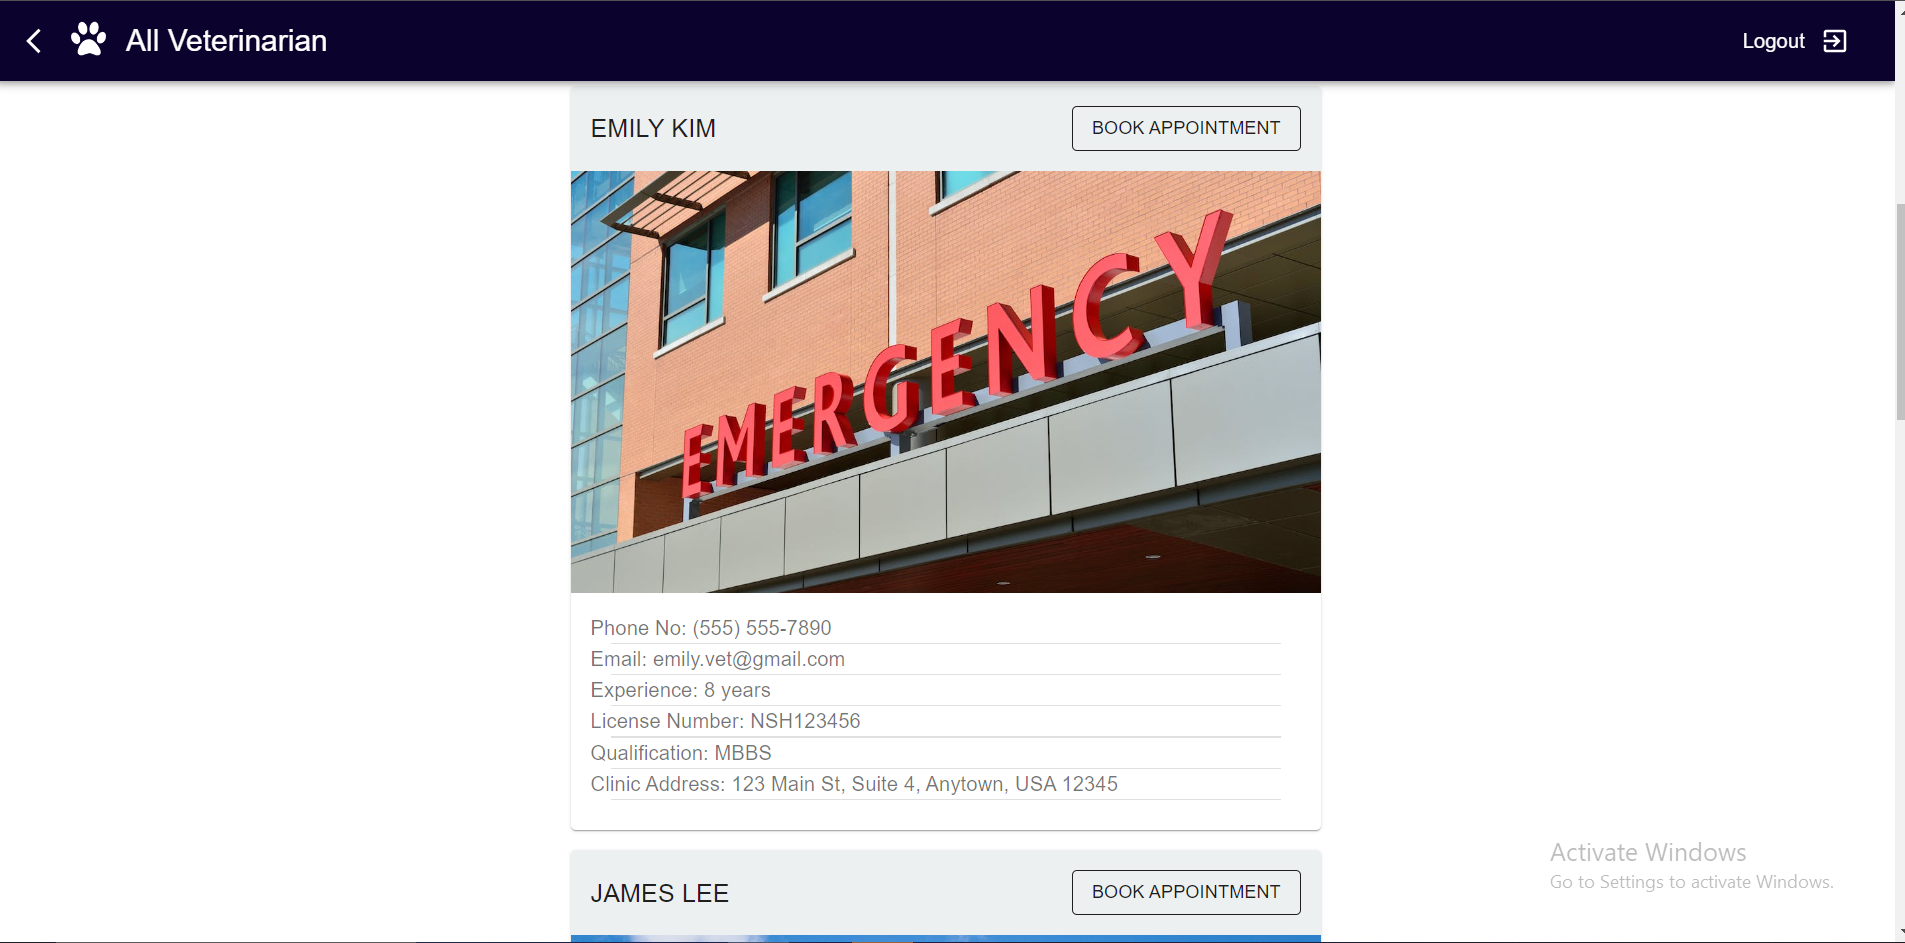 All Veterinarian
Logout
EMILY KIM
BOOK APPOINTMENT
EMERGENCY
Phone No: (555) 555-7890
Email: emily.vet@gmail.com
Experience: 8 years
License Number: NSH123456
Qualification: MBBS
Clinic Address: 123 Main St, Suite 4, Anytown, USA 12345
JAMES LEE
BOOK APPOINTMENT
Activate Windows
Go to Settings to activate Windows.